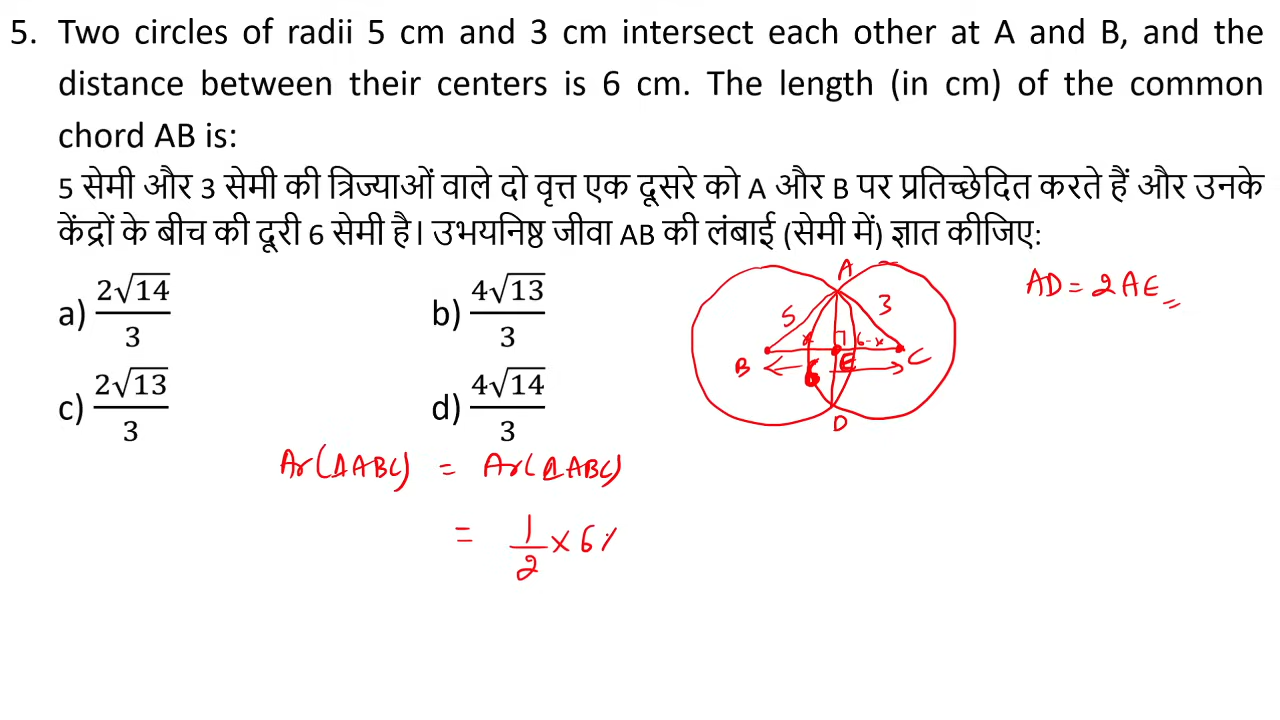 5. Two circles of radii 5 cm and 3 cm intersect each other at A and B, and the
distance between their centers is 6 cm. The length (in cm) of the common
chord AB is:
5 सेमी और 3 सेमी की त्रिज्याओं वाले दो वृत्त एक दूसरे को A और B पर प्रतिच्छेदित करते हैं और उनके
केंद्रों के बीच की दूरी 6 सेमी है। उभयनिष्ठ जीवा AB की लंबाई (सेमी में) ज्ञात कीजिए:
a) 2√14/3 b) 4√13/3
c) 2√13/3 d) 4√14/3
A
5 3
x 6-x
B 6 E C
D
AD = 2AE
Ar(ΔABC) = Ar(ΔABC)
= 1/2 × 6 ×